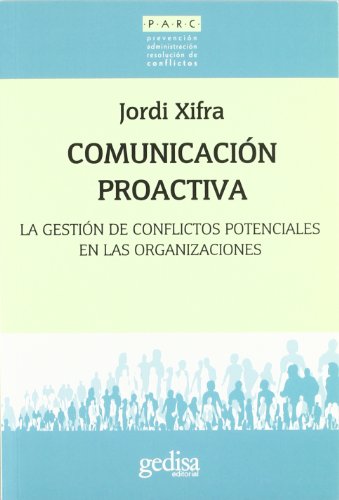 ·P·A·R·C·
prevención
administración
resolución de
conflictos
Jordi Xifra
COMUNICACIÓN
PROACTIVA
LA GESTIÓN DE CONFLICTOS POTENCIALES
EN LAS ORGANIZACIONES
gedisa
editorial